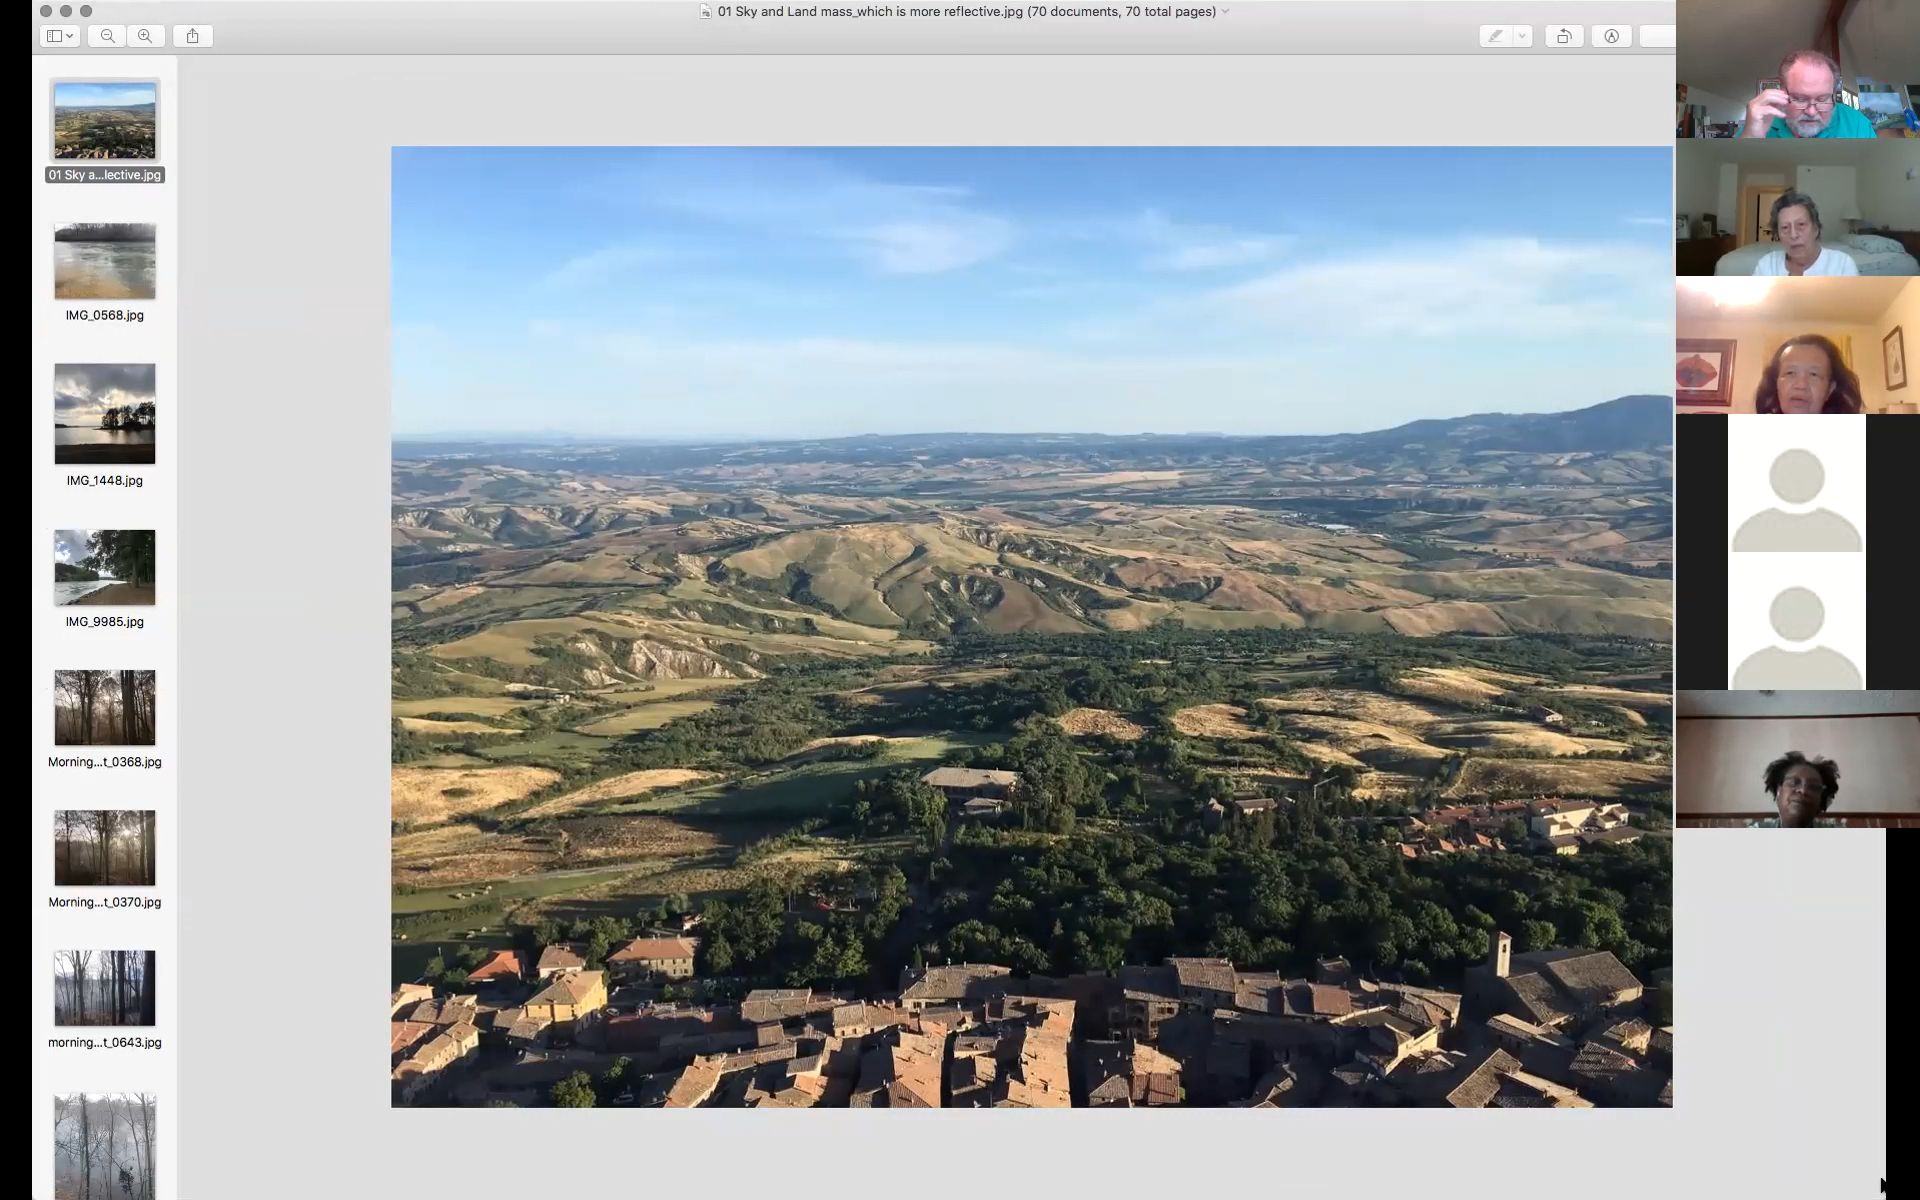 01 Sky and Land mass_which is more reflective.jpg (70 documents, 70 total pages)
01 Sky a...lective.jpg
IMG_0568.jpg
IMG_1448.jpg
IMG_9985.jpg
Morning...t_0368.jpg
Morning...t_0370.jpg
morning...t_0643.jpg